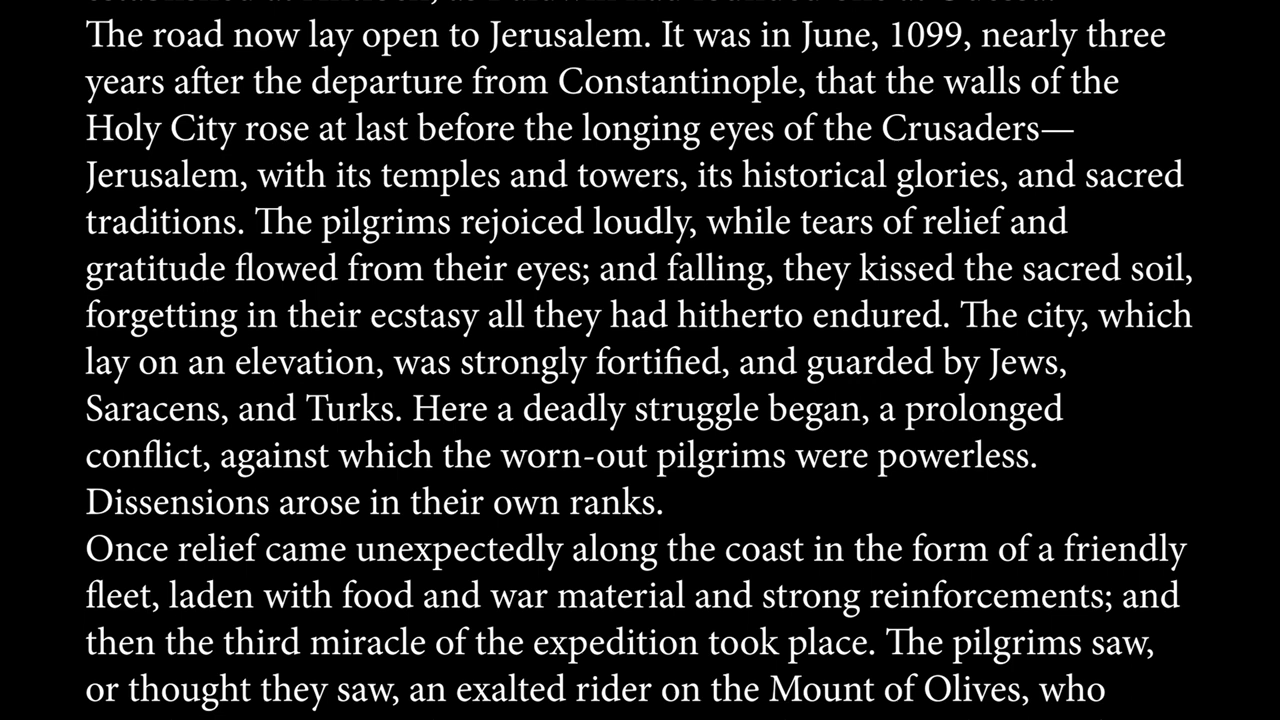 The road now lay open to Jerusalem. It was in June, 1099, nearly three
years after the departure from Constantinople, that the walls of the
Holy City rose at last before the longing eyes of the Crusaders—
Jerusalem, with its temples and towers, its historical glories, and sacred
traditions. The pilgrims rejoiced loudly, while tears of relief and
gratitude flowed from their eyes; and falling, they kissed the sacred soil,
forgetting in their ecstasy all they had hitherto endured. The city, which
lay on an elevation, was strongly fortified, and guarded by Jews,
Saracens, and Turks. Here a deadly struggle began, a prolonged
conflict, against which the worn-out pilgrims were powerless.
Dissensions arose in their own ranks.
Once relief came unexpectedly along the coast in the form of a friendly
fleet, laden with food and war material and strong reinforcements; and
then the third miracle of the expedition took place. The pilgrims saw,
or thought they saw, an exalted rider on the Mount of Olives, who